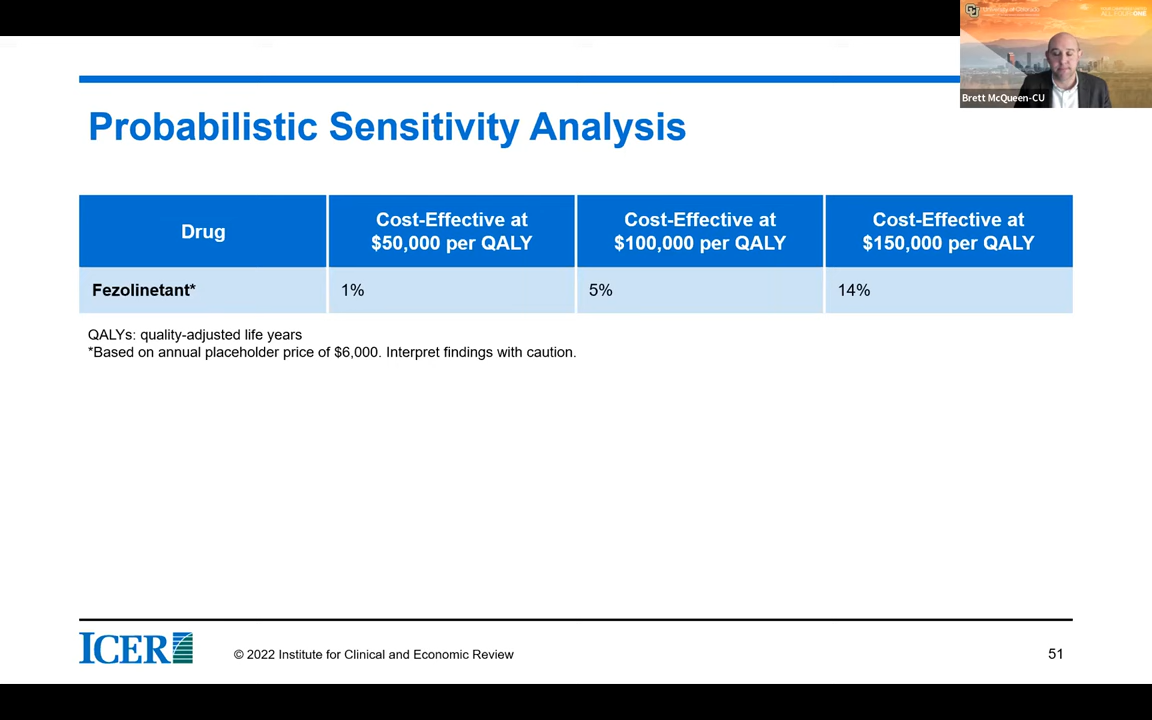 University of Colorado
Brett McQueen-CU
Probabilistic Sensitivity Analysis
Drug
Cost-Effective at
$50,000 per QALY
Cost-Effective at
$100,000 per QALY
Cost-Effective at
$150,000 per QALY
Fezolinetant*
1%
5%
14%
QALYs: quality-adjusted life years
*Based on annual placeholder price of $6,000. Interpret findings with caution.
ICER
© 2022 Institute for Clinical and Economic Review
51